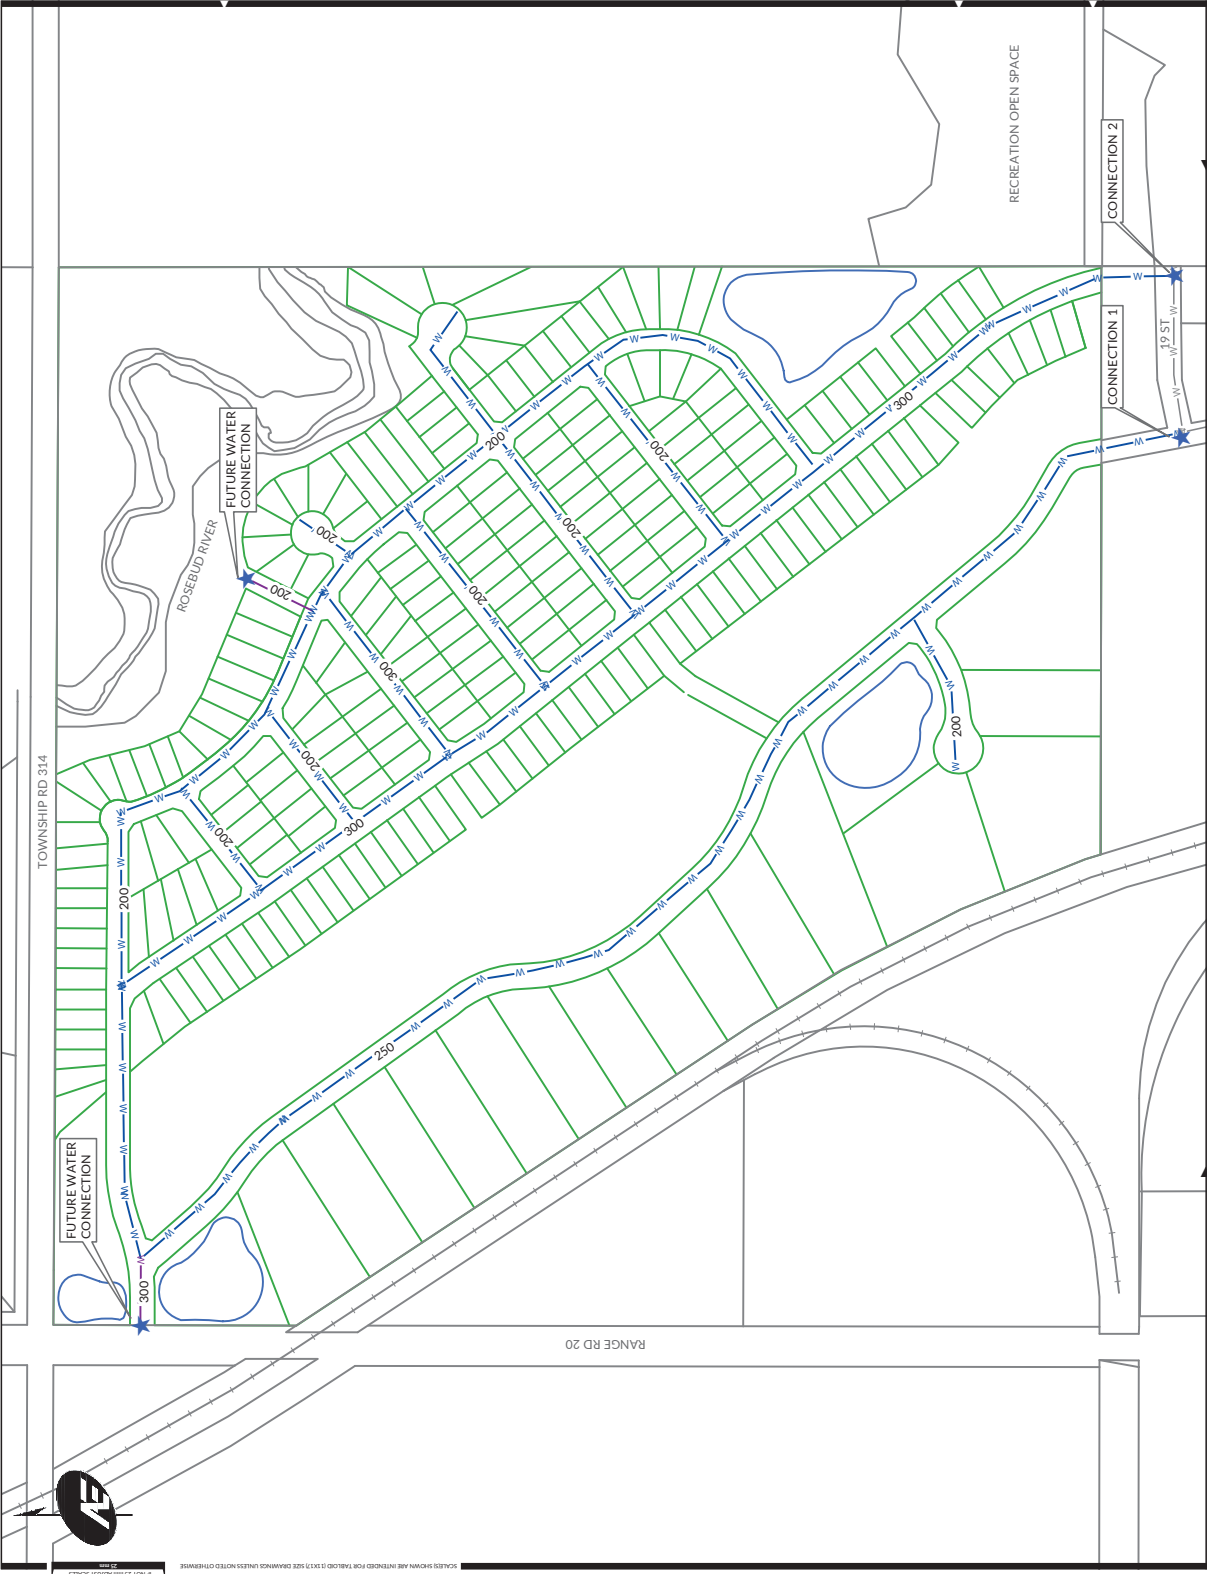 RECREATION OPEN SPACE
CONNECTION 2
19 ST
CONNECTION 1
FUTURE WATER
CONNECTION
ROSEBUD RIVER
TOWNSHIP RD 314
200
200
200
200
200
200
300
300
200
200
200
300
200
250
FUTURE WATER
CONNECTION
300
RANGE RD 20
SCALE(S) SHOWN ARE INTENDED FOR TABLOID (11X17) SIZE DRAWINGS UNLESS NOTED OTHERWISE
25 mm